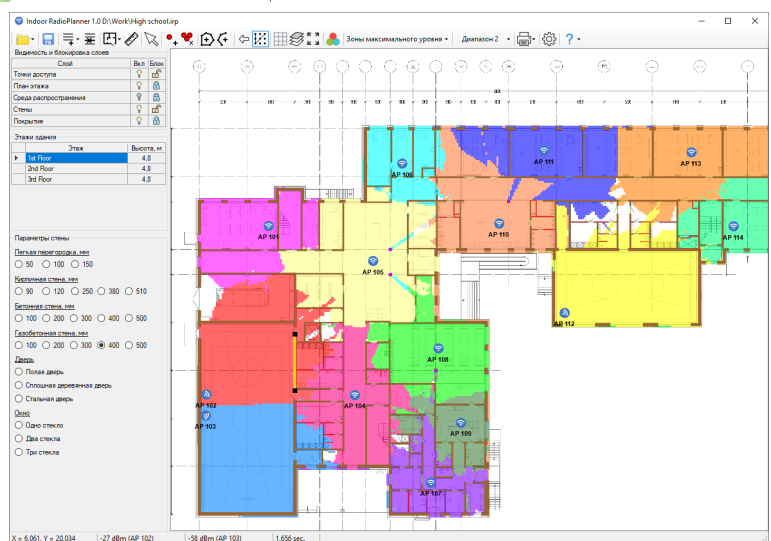 Indoor RadioPlanner 1.0 D:\Work\High school.irp
Зоны максимального уровня
Диапазон 2
Видимость и блокировка слоев
Слой Вкл Блок
Точки доступа
План этажа
Среда распространения
Стены
Покрытие
Этажи здания
Этаж Высота, м
1st Floor 4.8
2nd Floor 4.8
3rd Floor 4.8
Параметры стены
Легкая перегородка, мм
50 100 150
Кирпичная стена, мм
90 120 250 380 510
Бетонная стена, мм
100 200 300 400 500
Газобетонная стена, мм
100 200 300 400 500
Дверь
Полая дверь
Сплошная деревянная дверь
Стальная дверь
Окно
Одно стекло
Два стекла
Три стекла
AP 106
AP 111
AP 113
AP 101
AP 110
AP 114
AP 105
AP 112
AP 108
AP 102
AP 104
AP 103
AP 109
AP 107
X = 6.061, Y = 20.034 -27 dBm (AP 102) -58 dBm (AP 103) 1.656 sec.